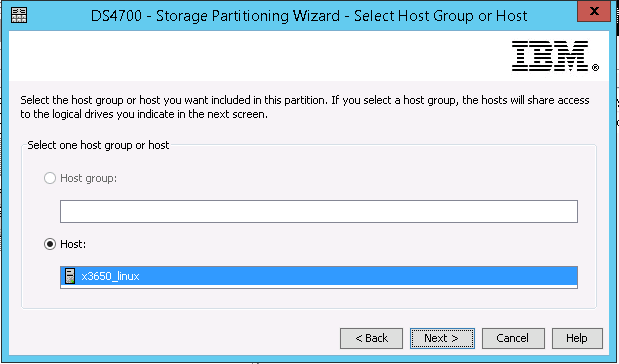 DS4700 - Storage Partitioning Wizard - Select Host Group or Host
x
IBM®
Select the host group or host you want included in this partition. If you select a host group, the hosts will share access
to the logical drives you indicate in the next screen.
Select one host group or host
Host group:
Host:
x3650_linux
< Back Next > Cancel Help